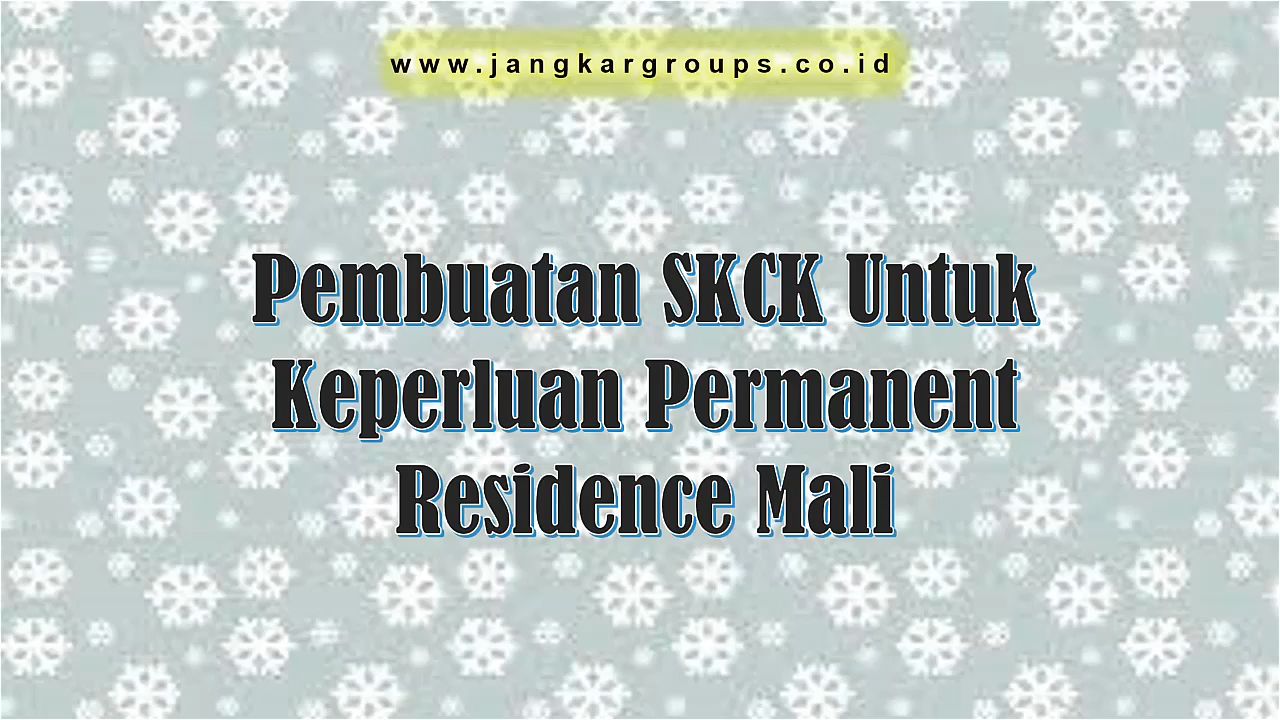 www.jangkargroups.co.id
Pembuatan SKCK Untuk
Keperluan Permanent
Residence Mali